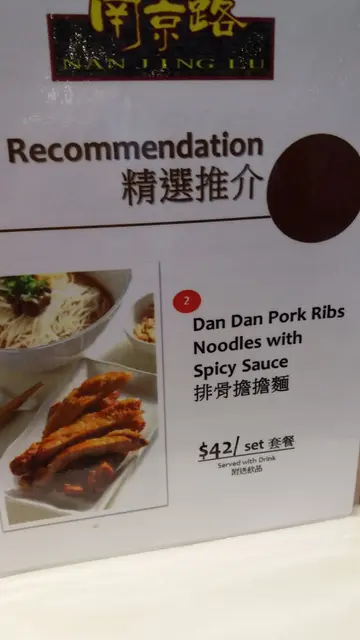 南京路
NAN JING LU
Recommendation
精選推介
2
Dan Dan Pork Ribs
Noodles with
Spicy Sauce
排骨擔擔麵
$42/ set 套餐
Served with Drink
附送飲品